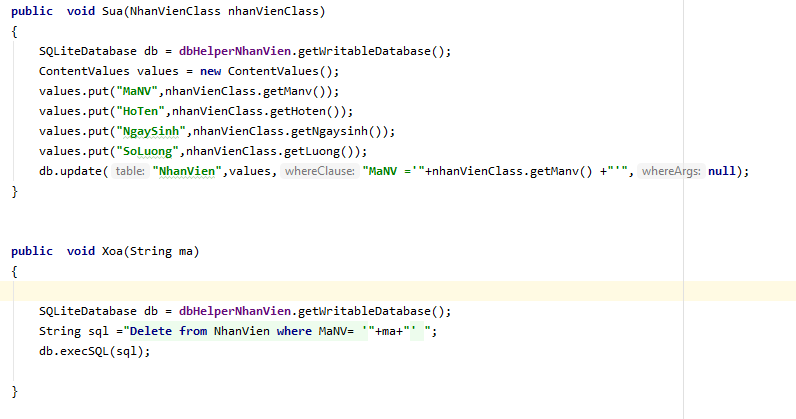 public  void Sua(NhanVienClass nhanVienClass)
{
SQLiteDatabase db = dbHelperNhanVien.getWritableDatabase();
ContentValues values = new ContentValues();
values.put("MaNV",nhanVienClass.getManv());
values.put("HoTen",nhanVienClass.getHoten());
values.put("NgaySinh",nhanVienClass.getNgaysinh());
values.put("SoLuong",nhanVienClass.getLuong());
db.update( table: "NhanVien",values, whereClause: "MaNV ='"+nhanVienClass.getManv() +"'", whereArgs: null);
}
public  void Xoa(String ma)
{
SQLiteDatabase db = dbHelperNhanVien.getWritableDatabase();
String sql ="Delete from NhanVien where MaNV= '"+ma+"' ";
db.execSQL(sql);
}